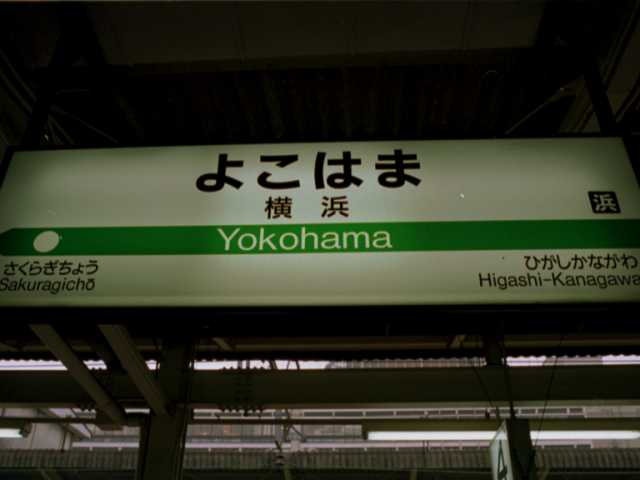 よこはま
横浜
浜
Yokohama
さくらぎちょう
Sakuragichō
ひがしかながわ
Higashi-Kanagawa
4